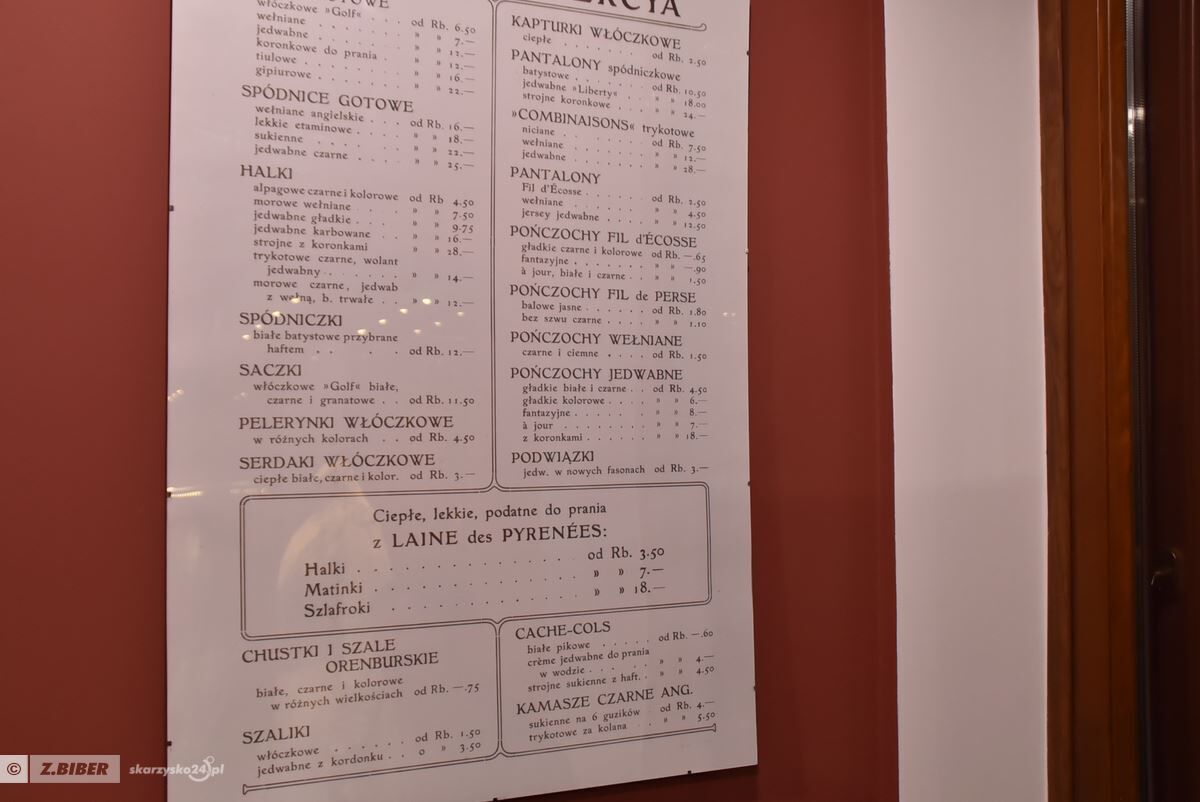 ERCYA
włóczkowe »Golf« . . . od Rb. 6.50
wełniane . . . . . » » 7.—
jedwabne . . . . . » » 12.—
koronkowe do prania . » » 12.—
tiulowe . . . . . » » 16.—
gipiurowe . . . . . » » 22.—
SPÓDNICE GOTOWE
wełniane angielskie . . . od Rb. 16.—
lekkie etaminowe . . . . » » 18.—
sukienne . . . . » » 22.—
jedwabne czarne . . . . » » 25.—
HALKI
alpagowe czarne i kolorowe od Rb 4.50
morowe wełniane . . . » » 7.50
jedwabne gładkie . . . » » 9.75
jedwabne karbowane . . » » 16.—
strojne z koronkami » » 28.—
trykotowe czarne, wolant
jedwabny . . . . . » » 14.—
morowe czarne, jedwab
z wełną, b. trwałe . . » » 12.—
SPÓDNICZKI
białe batystowe przybrane
haftem . . . . od Rb. 12.—
SACZKI
włóczkowe »Golf« białe,
czarne i granatowe . . od Rb. 11.50
PELERYNKI WŁÓCZKOWE
w różnych kolorach . . od Rb. 4.50
SERDAKI WŁÓCZKOWE
ciepłe białe, czarne i kolor. od Rb. 3.—
KAPTURKI WŁÓCZKOWE
ciepłe . . . . . . . od Rb. 2.50
PANTALONY spódniczkowe
batystowe . . . . . . od Rb. 10.50
jedwabne »Liberty« . . » » 18.00
strojne koronkowe . . . » » 24.—
»COMBINAISONS« trykotowe
niciane . . . . . . od Rb. 7.50
wełniane . . . . . . » » 12.—
jedwabne . . . . . . » » 28.—
PANTALONY
Fil d'Écosse . . . . . od Rb. 2.50
wełniane . . . . . . » » 4.50
jersey jedwabne . . . . » » 12.50
POŃCZOCHY FIL d'ÉCOSSE
gładkie czarne i kolorowe od Rb. —.65
fantazyjne . . . . . . » » —.90
à jour, białe i czarne . . » » 1.50
POŃCZOCHY FIL de PERSE
balowe jasne . . . . . od Rb. 1.80
bez szwu czarne . . . . » » 1.10
POŃCZOCHY WEŁNIANE
czarne i ciemne . . . . od Rb. 1.50
POŃCZOCHY JEDWABNE
gładkie białe i czarne . . od Rb. 4.50
gładkie kolorowe . . . . » » 6.—
fantazyjne . . . . . . » » 8.—
à jour . . . . . . . » » 7.—
z koronkami . . . . . » » 18.—
PODWIĄZKI
jedw. w nowych fasonach od Rb. 3.—
Ciepłe, lekkie, podatne do prania
z LAINE des PYRENÉES:
Halki . . . . . . . . . . od Rb. 3.50
Matinki . . . . . . . . . . » » 7.—
Szlafroki . . . . . . . . . » » 18.—
CHUSTKI I SZALE
ORENBURSKIE
białe, czarne i kolorowe
w różnych wielkościach od Rb. —.75
SZALIKI
włóczkowe . . . . . . od Rb. 1.50
jedwabne z kordonku . . o » 3.50
CACHE-COLS
białe pikowe . . . . . od Rb. —.60
crème jedwabne do prania
w wodzie . . . . . » » 4.—
strojne sukienne z haft. . » » 4.50
KAMASZE CZARNE ANG.
sukienne na 6 guzików . od Rb. 4.—
trykotowe za kolana . . » » 5.50
© Z.BIBER skarzysko24.pl